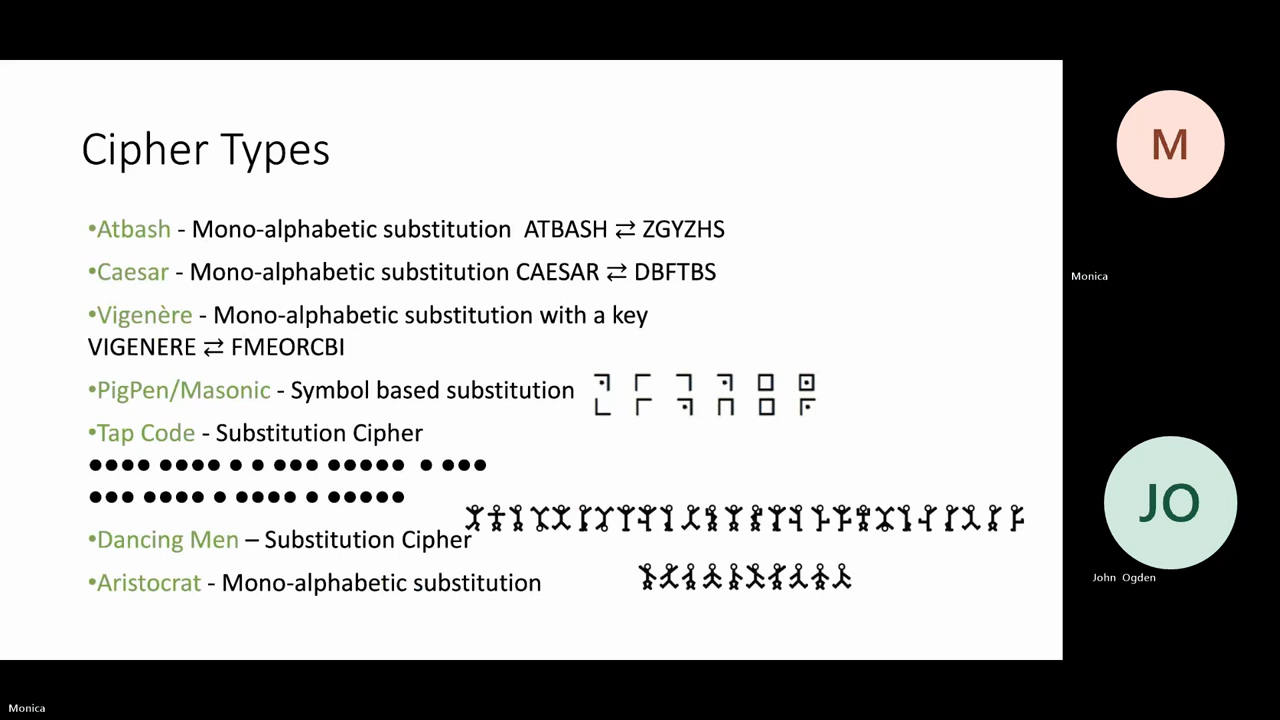 Cipher Types
•Atbash - Mono-alphabetic substitution ATBASH ⇄ ZGYZHS
•Caesar - Mono-alphabetic substitution CAESAR ⇄ DBFTBS
•Vigenère - Mono-alphabetic substitution with a key
VIGENERE ⇄ FMEORCBI
•PigPen/Masonic - Symbol based substitution
•Tap Code - Substitution Cipher
•Dancing Men – Substitution Cipher
•Aristocrat - Mono-alphabetic substitution
M
Monica
JO
John Ogden
Monica